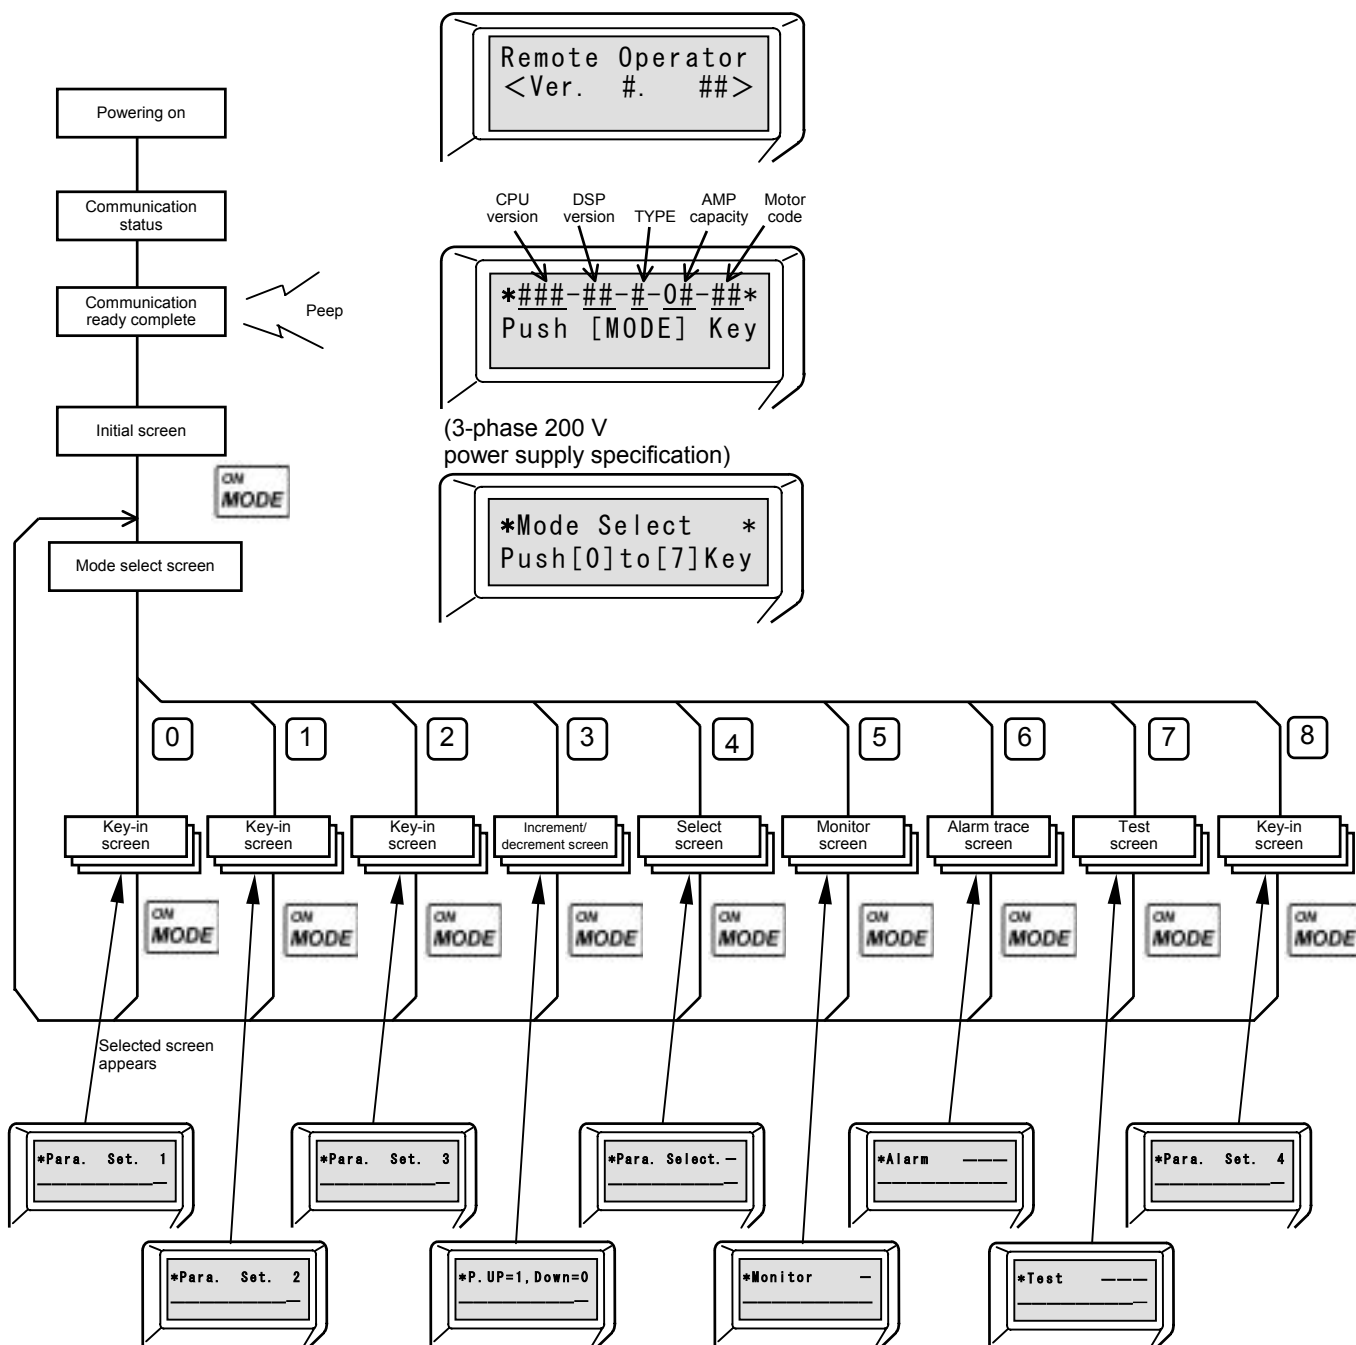 Remote Operator
<Ver. #. ##>
Powering on
Communication
status
CPU
version
DSP
version
TYPE
AMP
capacity
Motor
code
*###-##-#-0#-##*
Push [MODE] Key
Communication
ready complete
Peep
(3-phase 200 V
power supply specification)
Initial screen
ON
MODE
*Mode Select *
Push[0]to[7]Key
Mode select screen
0
1
2
3
4
5
6
7
8
Key-in
screen
Key-in
screen
Key-in
screen
Increment/
decrement screen
Select
screen
Monitor
screen
Alarm trace
screen
Test
screen
Key-in
screen
ON
MODE
ON
MODE
ON
MODE
ON
MODE
ON
MODE
ON
MODE
ON
MODE
ON
MODE
ON
MODE
Selected screen
appears
*Para. Set. 1
*Para. Set. 3
*Para. Select.-
*Alarm ---
*Para. Set. 4
*Para. Set. 2
*P.UP=1,Down=0
*Monitor -
*Test ---